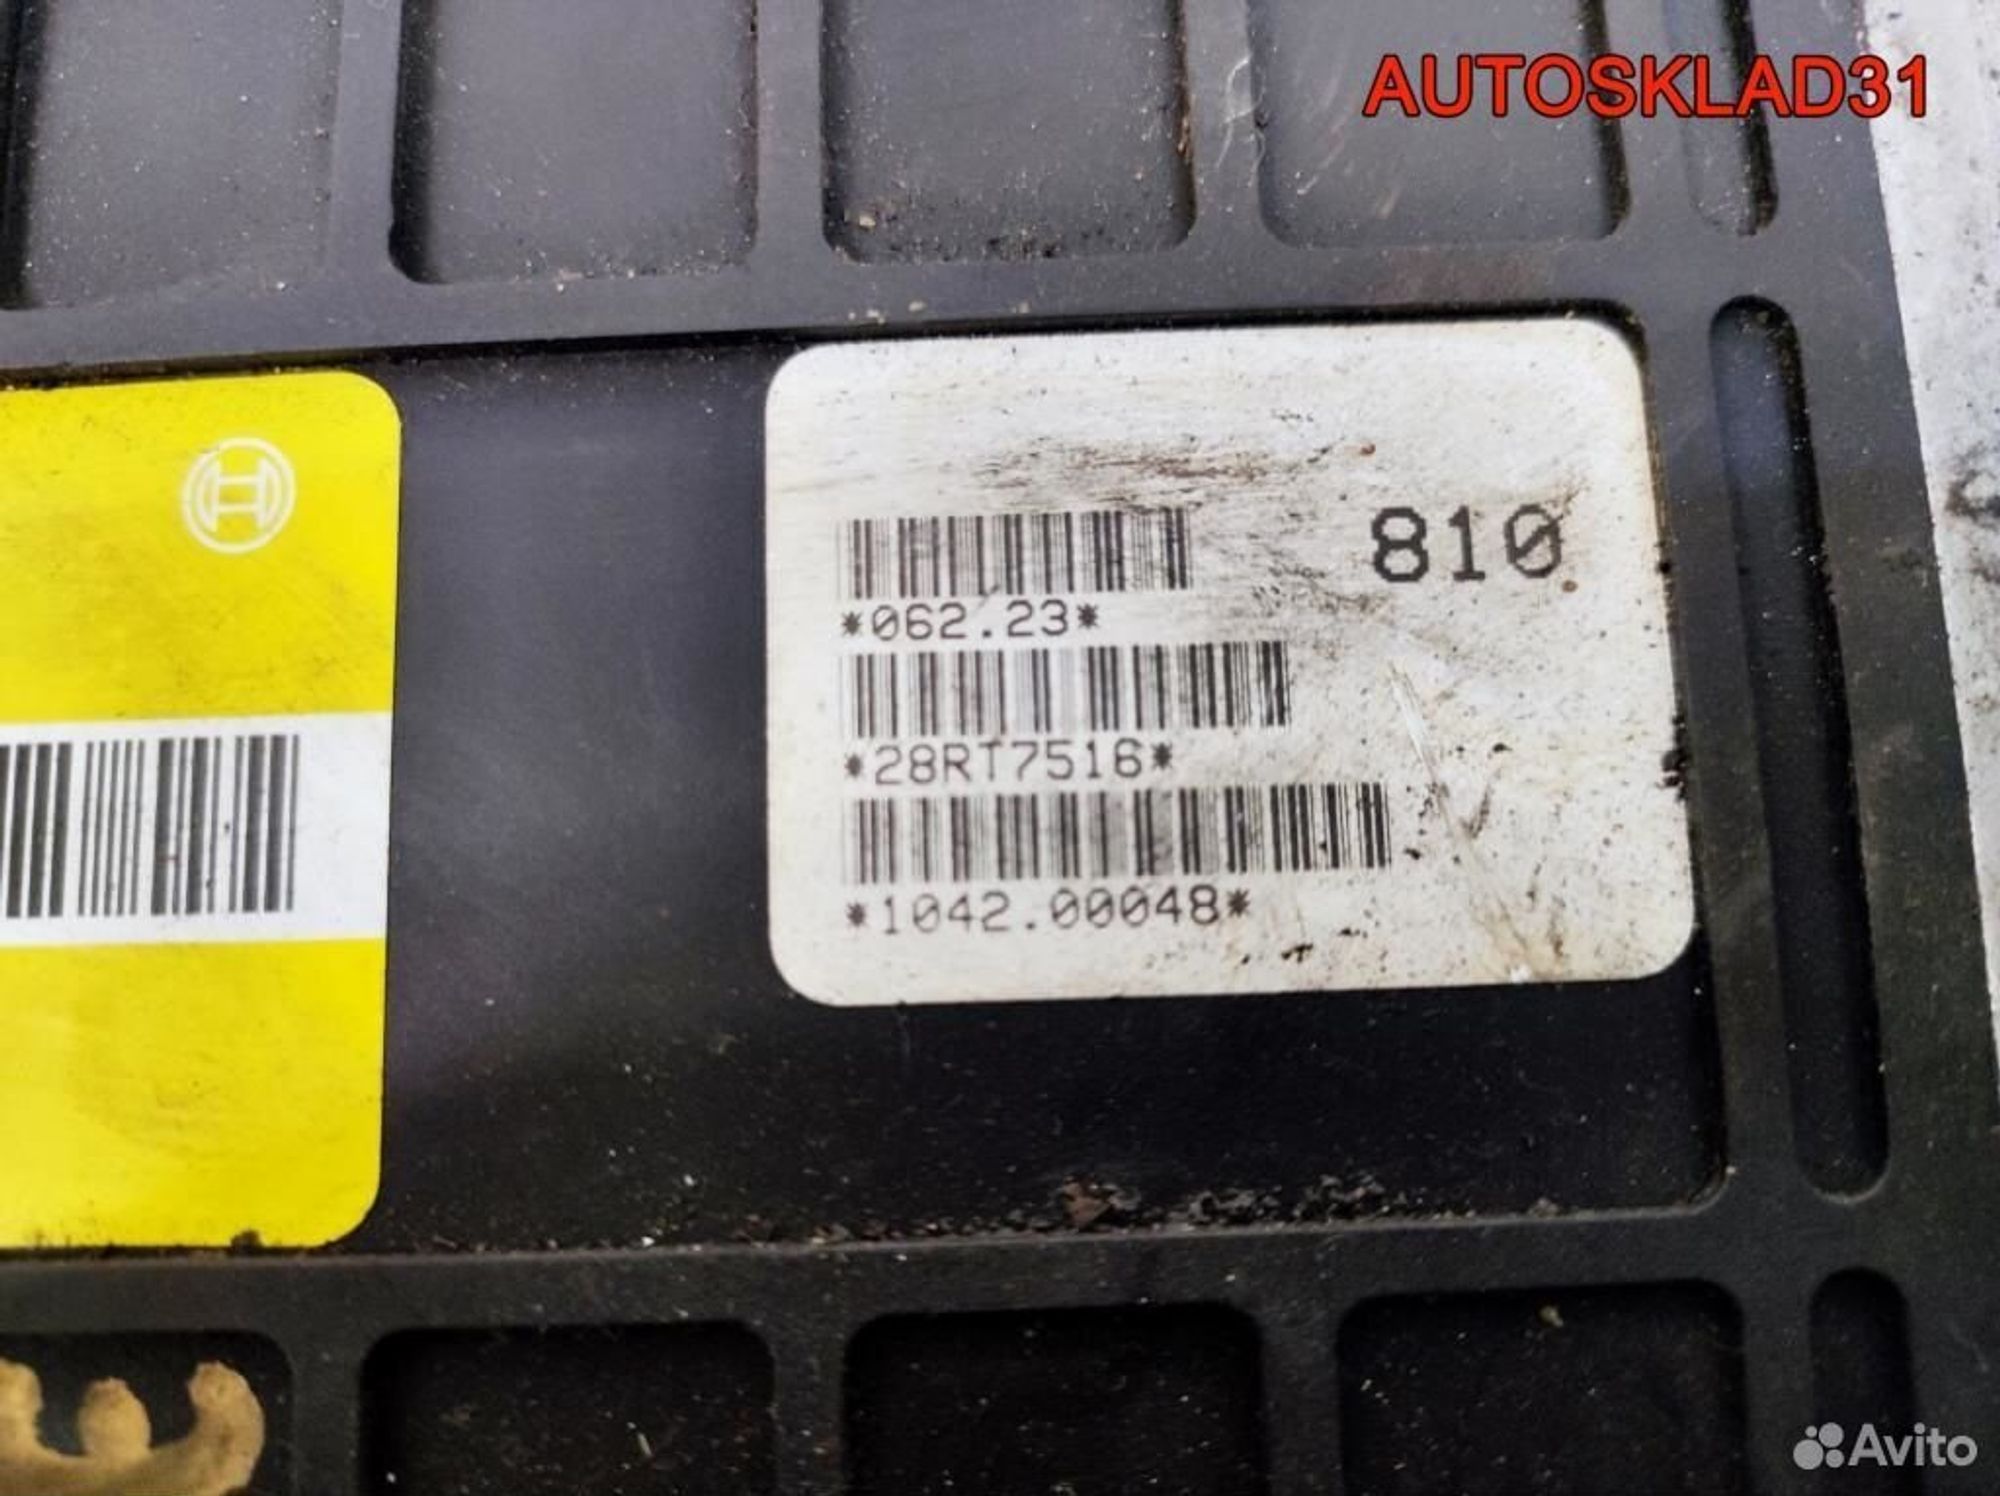 AUTOSKLAD31
810
*062.23*
*28RT7516*
*1042.00048*
Avito